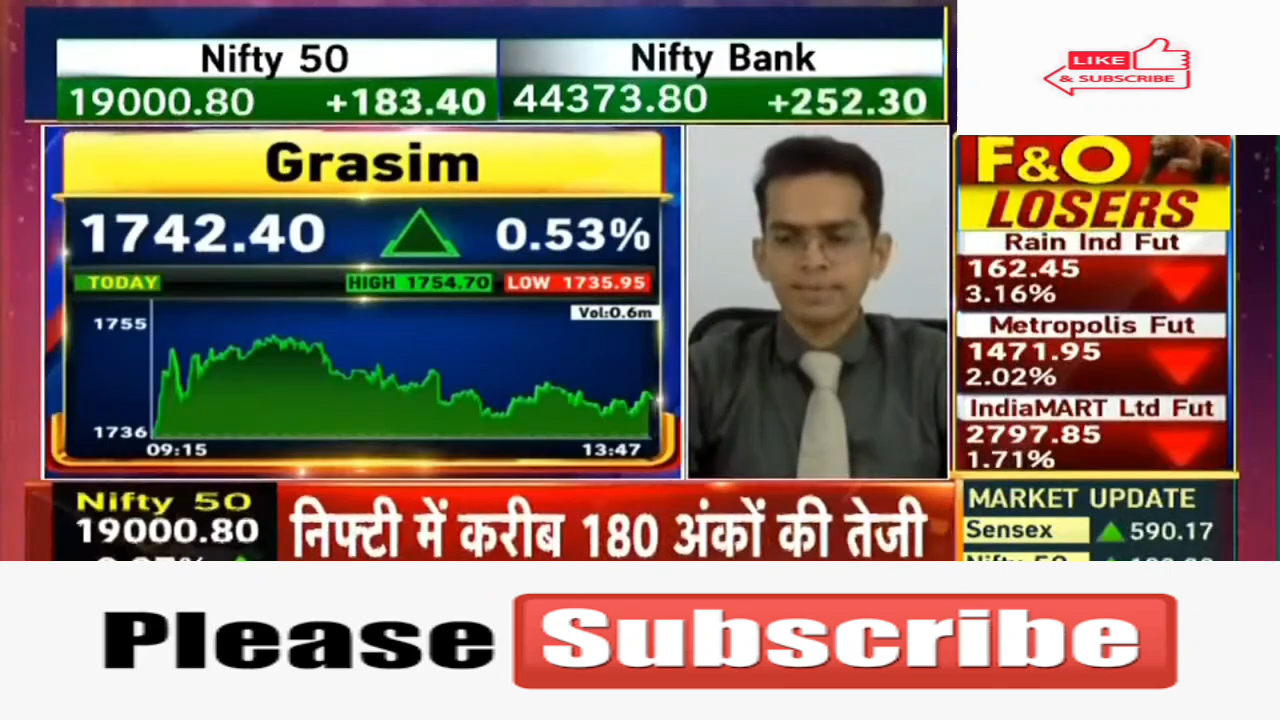 Nifty 50
19000.80 +183.40
Nifty Bank
44373.80 +252.30
LIKE
& SUBSCRIBE
Grasim
1742.40 0.53%
TODAY HIGH 1754.70 LOW 1735.95
Vol:0.6m
1755
1736
09:15 13:47
F&O
LOSERS
Rain Ind Fut
162.45
3.16%
Metropolis Fut
1471.95
2.02%
IndiaMART Ltd Fut
2797.85
1.71%
Nifty 50
19000.80
निफ्टी में करीब 180 अंकों की तेजी
MARKET UPDATE
Sensex 590.17
Nifty 50
Please Subscribe